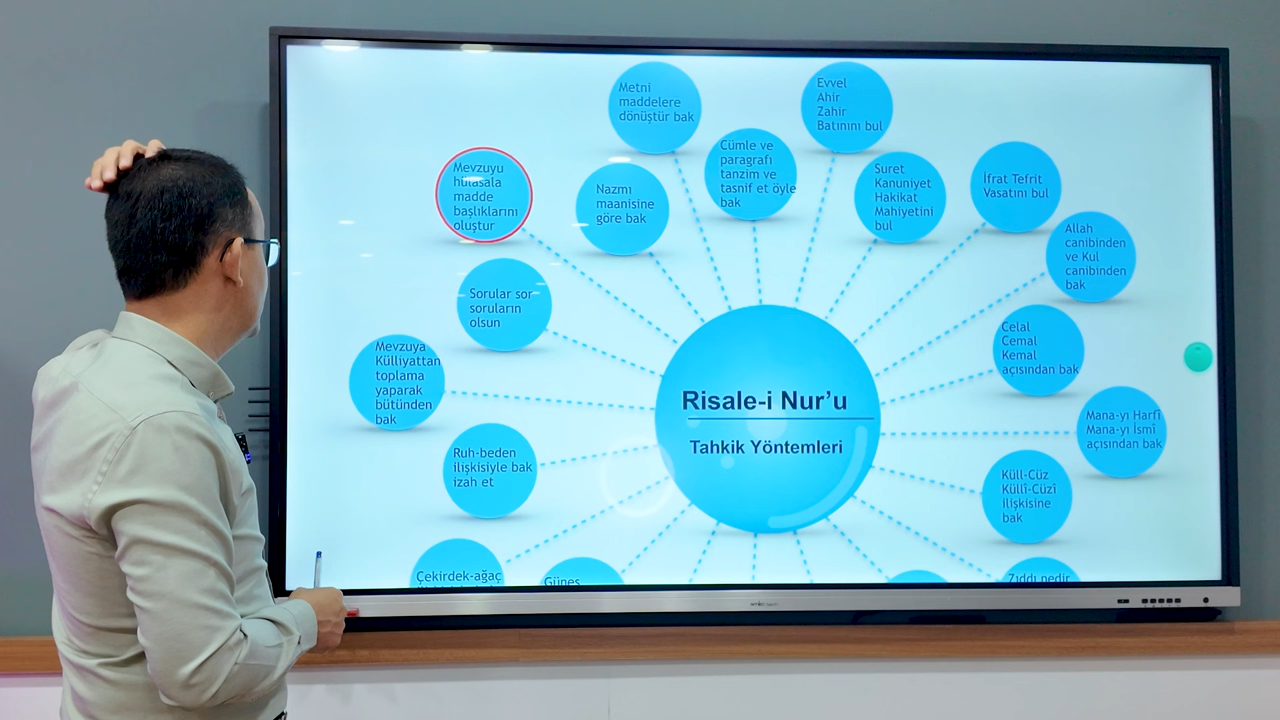 Metni
maddelere
dönüştür bak
Evvel
Ahir
Zahir
Batınını bul
Cümle ve
paragrafı
tanzim ve
tasnif et öyle
bak
Mevzuyu
hülasala
madde
başlıklarını
oluştur
Nazmı
maanisine
göre bak
Suret
Kanuniyet
Hakikat
Mahiyetini
bul
İfrat Tefrit
Vasatını bul
Allah
canibinden
ve Kul
canibinden
bak
Sorular sor
soruların
olsun
Celal
Cemal
Kemal
açısından bak
Mevzuya
Külliyattan
toplama
yaparak
bütünden
bak
Risale-i Nur’u
Tahkik Yöntemleri
Mana-yı Harfî
Mana-yı İsmî
açısından bak
Ruh-beden
ilişkisiyle bak
izah et
Küll-Cüz
Küllî-Cüzî
ilişkisine
bak
Çekirdek-ağaç
Güneş
Zıddı nedir